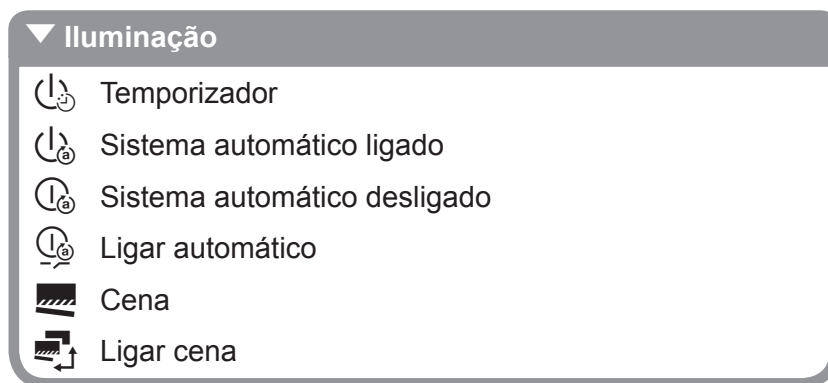 Iluminação
Temporizador
Sistema automático ligado
Sistema automático desligado
Ligar automático
Cena
Ligar cena